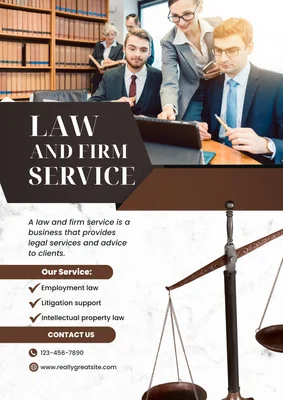 LAW
AND FIRM
SERVICE
A law and firm service is a
business that provides
legal services and advice
to clients.
Our Service:
Employment law
Litigation support
Intellectual property law
CONTACT US
123-456-7890
www.reallygreatsite.com